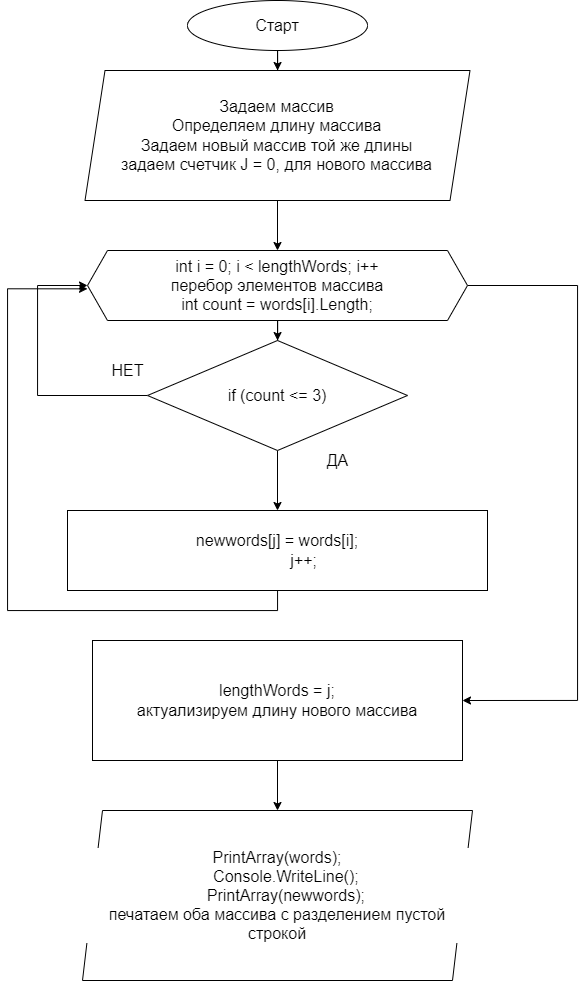 Старт
Задаем массив
Определяем длину массива
Задаем новый массив той же длины
задаем счетчик J = 0, для нового массива
int i = 0; i < lengthWords; i++
перебор элементов массива
int count = words[i].Length;
НЕТ
if (count <= 3)
ДА
newwords[j] = words[i];
j++;
lengthWords = j;
актуализируем длину нового массива
PrintArray(words);
Console.WriteLine();
PrintArray(newwords);
печатаем оба массива с разделением пустой
строкой